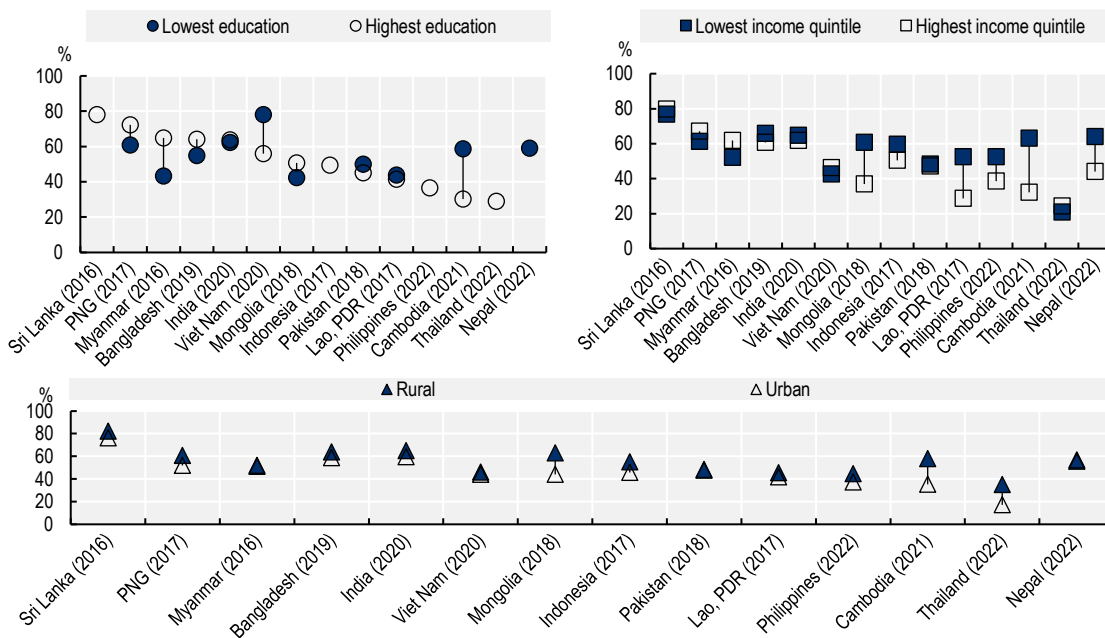 Lowest education
Highest education
%
100
80
60
40
20
0
Sri Lanka (2016)
PNG (2017)
Myanmar (2016)
Bangladesh (2019)
India (2020)
Viet Nam (2020)
Mongolia (2018)
Indonesia (2017)
Pakistan (2018)
Lao, PDR (2017)
Philippines (2022)
Cambodia (2021)
Thailand (2022)
Nepal (2022)
Lowest income quintile
Highest income quintile
%
100
80
60
40
20
0
Sri Lanka (2016)
PNG (2017)
Myanmar (2016)
Bangladesh (2019)
India (2020)
Viet Nam (2020)
Mongolia (2018)
Indonesia (2017)
Pakistan (2018)
Lao, PDR (2017)
Philippines (2022)
Cambodia (2021)
Thailand (2022)
Nepal (2022)
Rural
Urban
%
100
80
60
40
20
0
Sri Lanka (2016)
PNG (2017)
Myanmar (2016)
Bangladesh (2019)
India (2020)
Viet Nam (2020)
Mongolia (2018)
Indonesia (2017)
Pakistan (2018)
Lao, PDR (2017)
Philippines (2022)
Cambodia (2021)
Thailand (2022)
Nepal (2022)